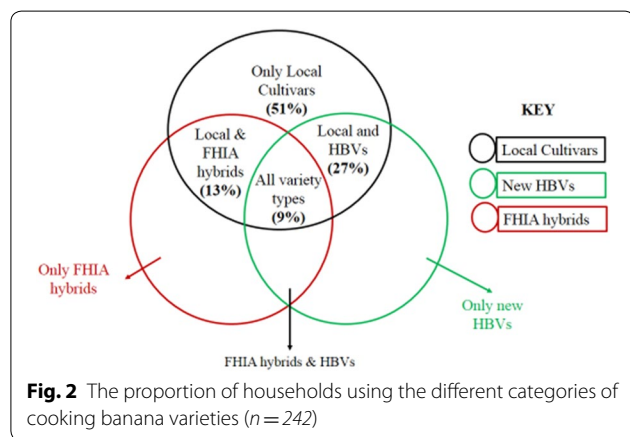 Only Local
Cultivars
(51%)
KEY
Local &
FHIA
hybrids
(13%)
Local and
HBVs
(27%)
All variety
types
(9%)
Local Cultivars
New HBVs
FHIA hybrids
Only FHIA
hybrids
Only new
HBVs
FHIA hybrids & HBVs
Fig. 2 The proportion of households using the different categories of
cooking banana varieties (n = 242)